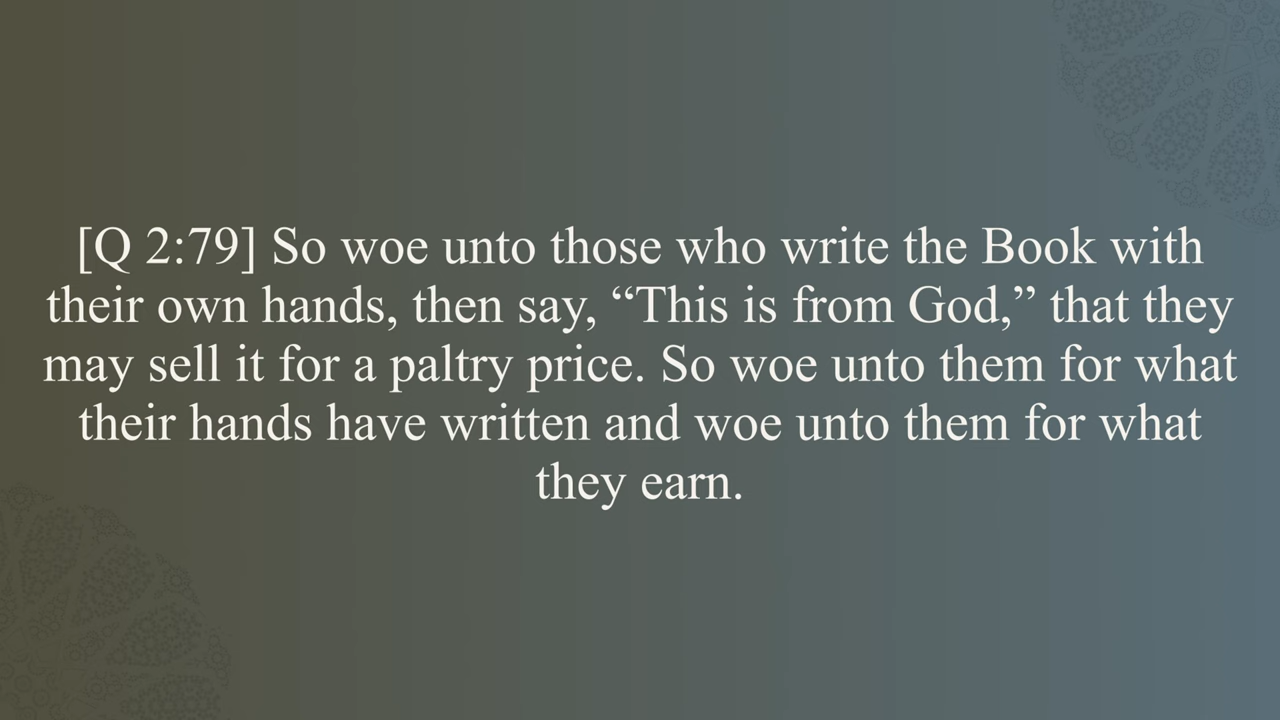 [Q 2:79] So woe unto those who write the Book with
their own hands, then say, “This is from God,” that they
may sell it for a paltry price. So woe unto them for what
their hands have written and woe unto them for what
they earn.